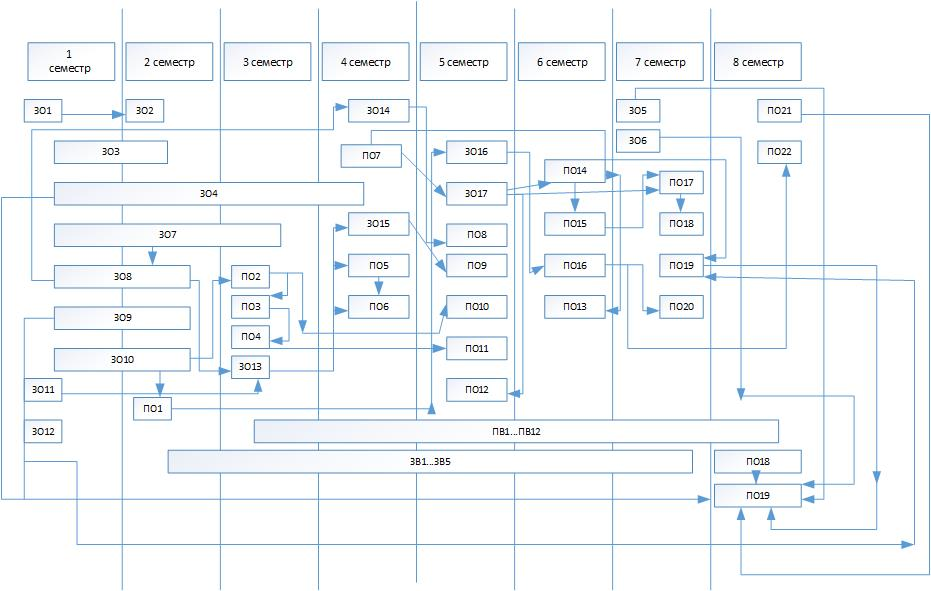 1
семестр
2 семестр
3 семестр
4 семестр
5 семестр
6 семестр
7 семестр
8 семестр
ЗО1
ЗО2
ЗО14
ЗО5
ПО21
ЗО6
ЗО3
ПО7
ЗО16
ПО22
ПО14
ПО17
ЗО4
ЗО17
ЗО15
ПО15
ПО18
ЗО7
ПО8
ЗО8
ПО2
ПО5
ПО9
ПО16
ПО19
ПО3
ПО6
ПО10
ПО13
ПО20
ЗО9
ПО4
ПО11
ЗО10
ЗО13
ЗО11
ПО12
ПО1
ЗО12
ПВ1...ПВ12
ЗВ1...ЗВ5
ПО18
ПО19